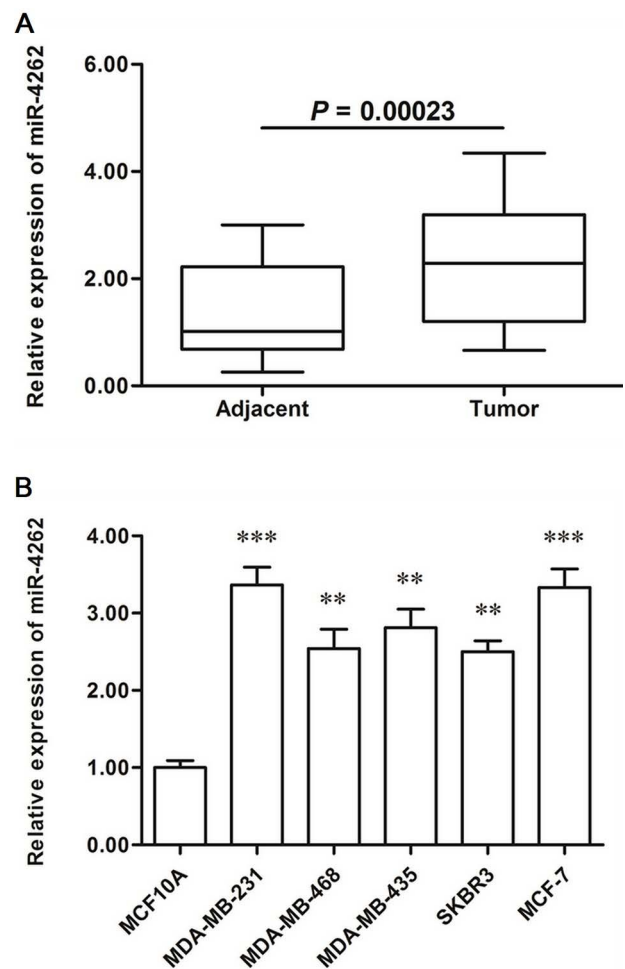 A
Relative expression of miR-4262
6.00
4.00
2.00
0.00
P = 0.00023
Adjacent
Tumor
B
Relative expression of miR-4262
4.00
3.00
2.00
1.00
0.00
***
**
**
**
***
MCF10A
MDA-MB-231
MDA-MB-468
MDA-MB-435
SKBR3
MCF-7